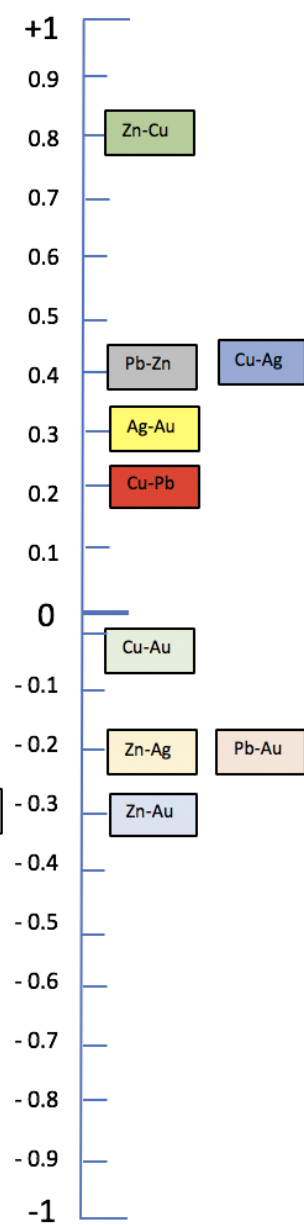 +1
0.9
Zn-Cu
0.8
0.7
0.6
0.5
Pb-Zn Cu-Ag
0.4
Ag-Au
0.3
Cu-Pb
0.2
0.1
0
Cu-Au
- 0.1
- 0.2 Zn-Ag Pb-Au
- 0.3 Zn-Au
- 0.4
- 0.5
- 0.6
- 0.7
- 0.8
- 0.9
-1